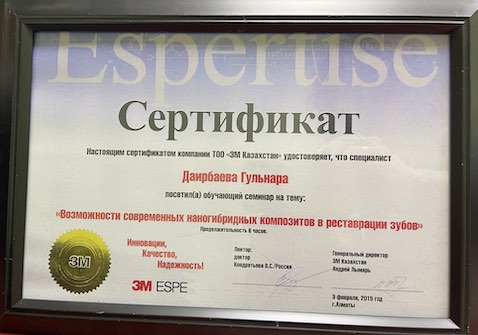 Espertise
Сертификат
Настоящим сертификатом компании ТОО «3М Казахстан» удостоверяет, что специалист
Даирбаева Гульнара
посетил(а) обучающий семинар на тему:
«Возможности современных наногибридных композитов в реставрации зубов»
Продолжительность 6 часов.
Инновации,
Качество,
Надежность!
Лектор:
доктор
Кондратьев В.С./Россия
Генеральный директор
3М Казахстан
Андрей Лымарь
3M
3M ESPE
3 февраля, 2015 год
г.Алматы